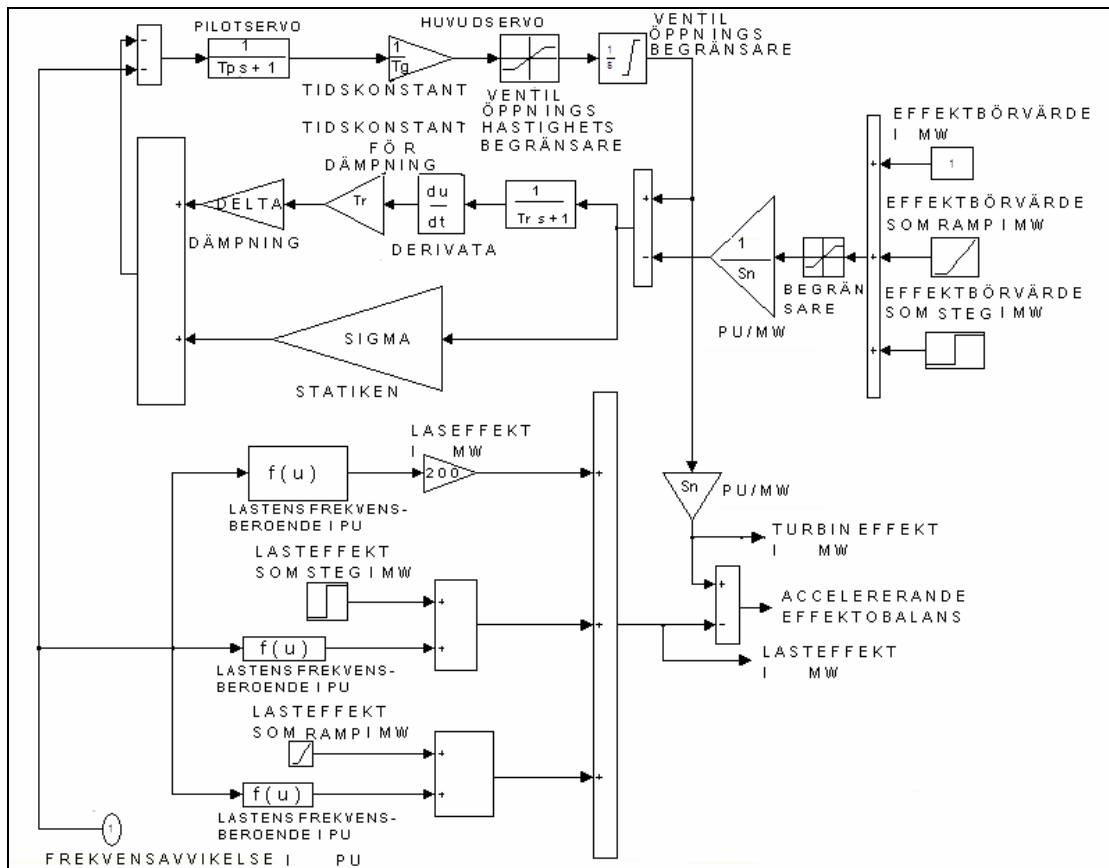 PILOTSERVO
1
Tps+1
1
Tg
TIDSKONSTANT
HUVUDSERVO
VENTIL
ÖPPNINGS
HASTIGHETS
BEGRÄNSARE
1
s
VENTIL
ÖPPNINGS
BEGRÄNSARE
-
-
TIDSKONSTANT
FÖR
DÄMPNING
+
DELTA
DÄMPNING
Tr
du
dt
DERIVATA
1
Trs+1
+
-
1
Sn
PU/MW
BEGRÄN
SARE
EFFEKTBÖRVÄRDE
I MW
+
1
EFFEKTBÖRVÄRDE
SOM RAMP I MW
+
EFFEKTBÖRVÄRDE
SOM STEG I MW
+
+
SIGMA
STATIKEN
LASEFFEKT
I MW
f(u)
200
+
LASTENS FREKVENS-
BEROENDE I PU
Sn
PU/MW
TURBIN EFFEKT
I MW
LASTEFFEKT
SOM STEG I MW
+
+
+
f(u)
LASTENS FREKVENS-
BEROENDE I PU
+
-
ACCELERERANDE
EFFEKTOBALANS
LASTEFFEKT
I MW
LASTEFFEKT
SOM RAMP I MW
+
+
+
f(u)
LASTENS FREKVENS-
BEROENDE I PU
1
FREKVENSAVVIKELSE I PU